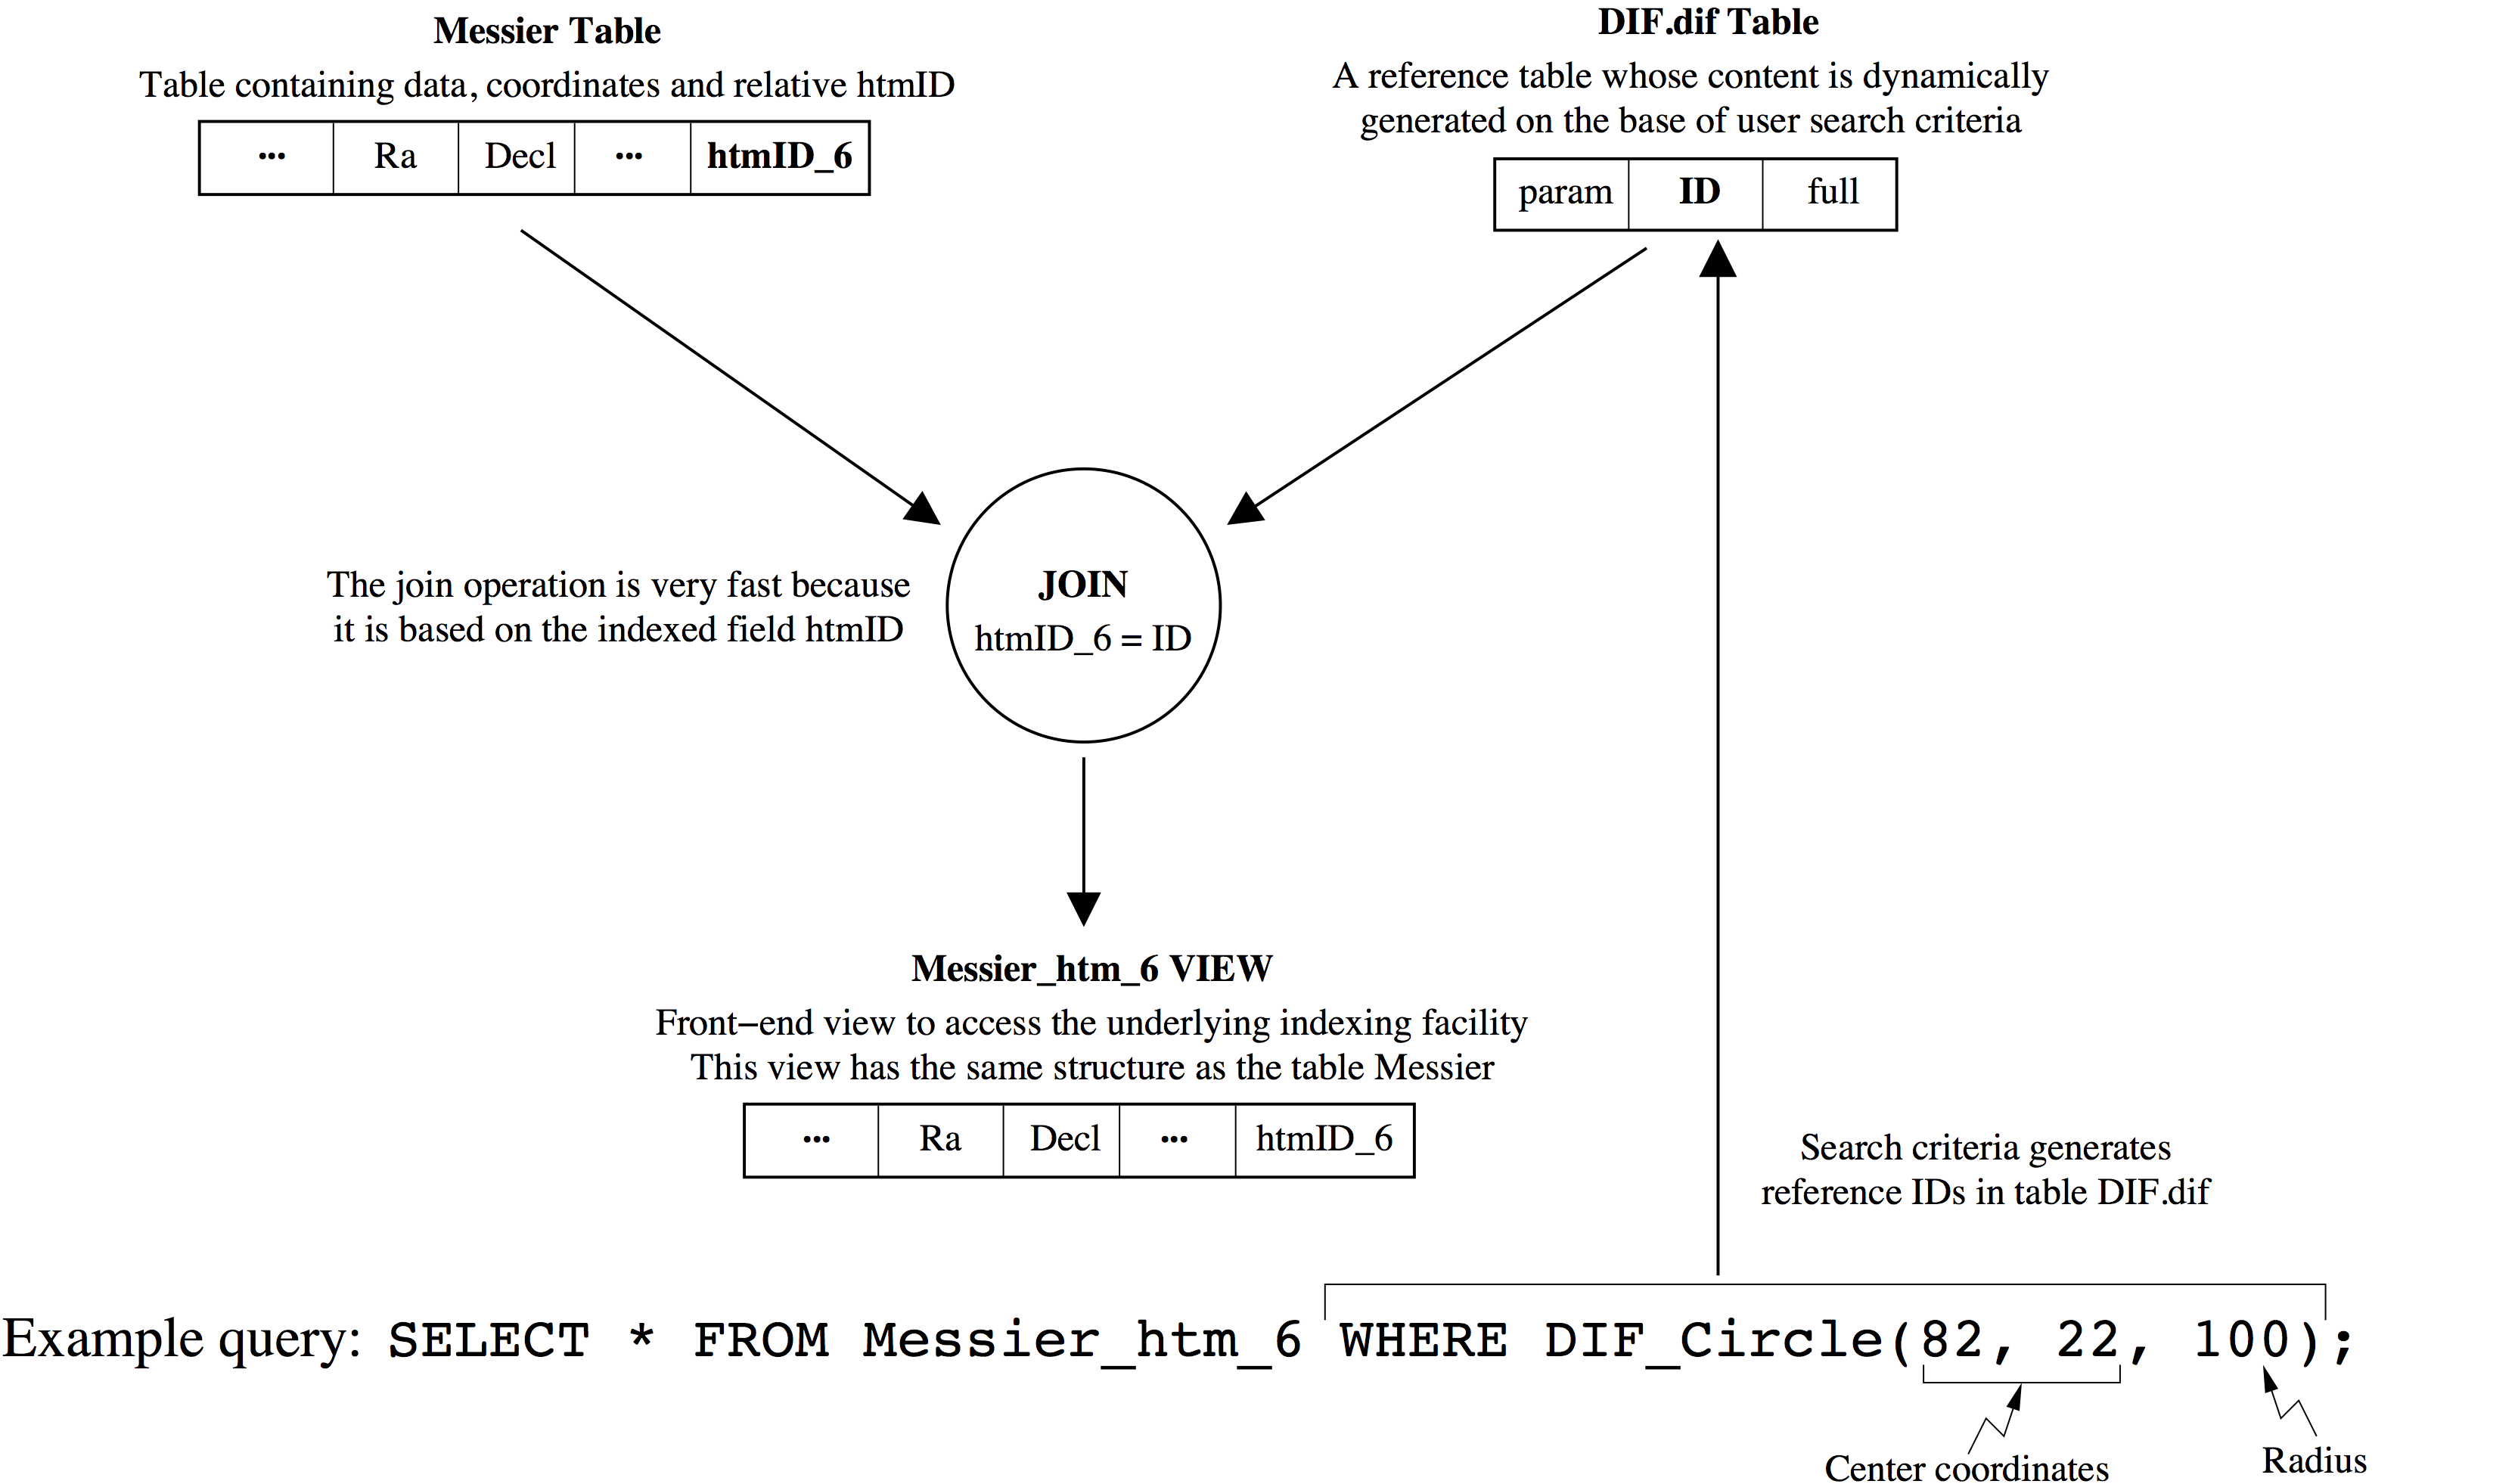 Messier Table
Table containing data, coordinates and relative htmID
... Ra Decl ... htmID_6
DIF.dif Table
A reference table whose content is dynamically
generated on the base of user search criteria
param ID full
The join operation is very fast because
it is based on the indexed field htmID
JOIN
htmID_6 = ID
Messier_htm_6 VIEW
Front−end view to access the underlying indexing facility
This view has the same structure as the table Messier
... Ra Decl ... htmID_6
Search criteria generates
reference IDs in table DIF.dif
Example query: SELECT * FROM Messier_htm_6 WHERE DIF_Circle(82, 22, 100);
Center coordinates
Radius